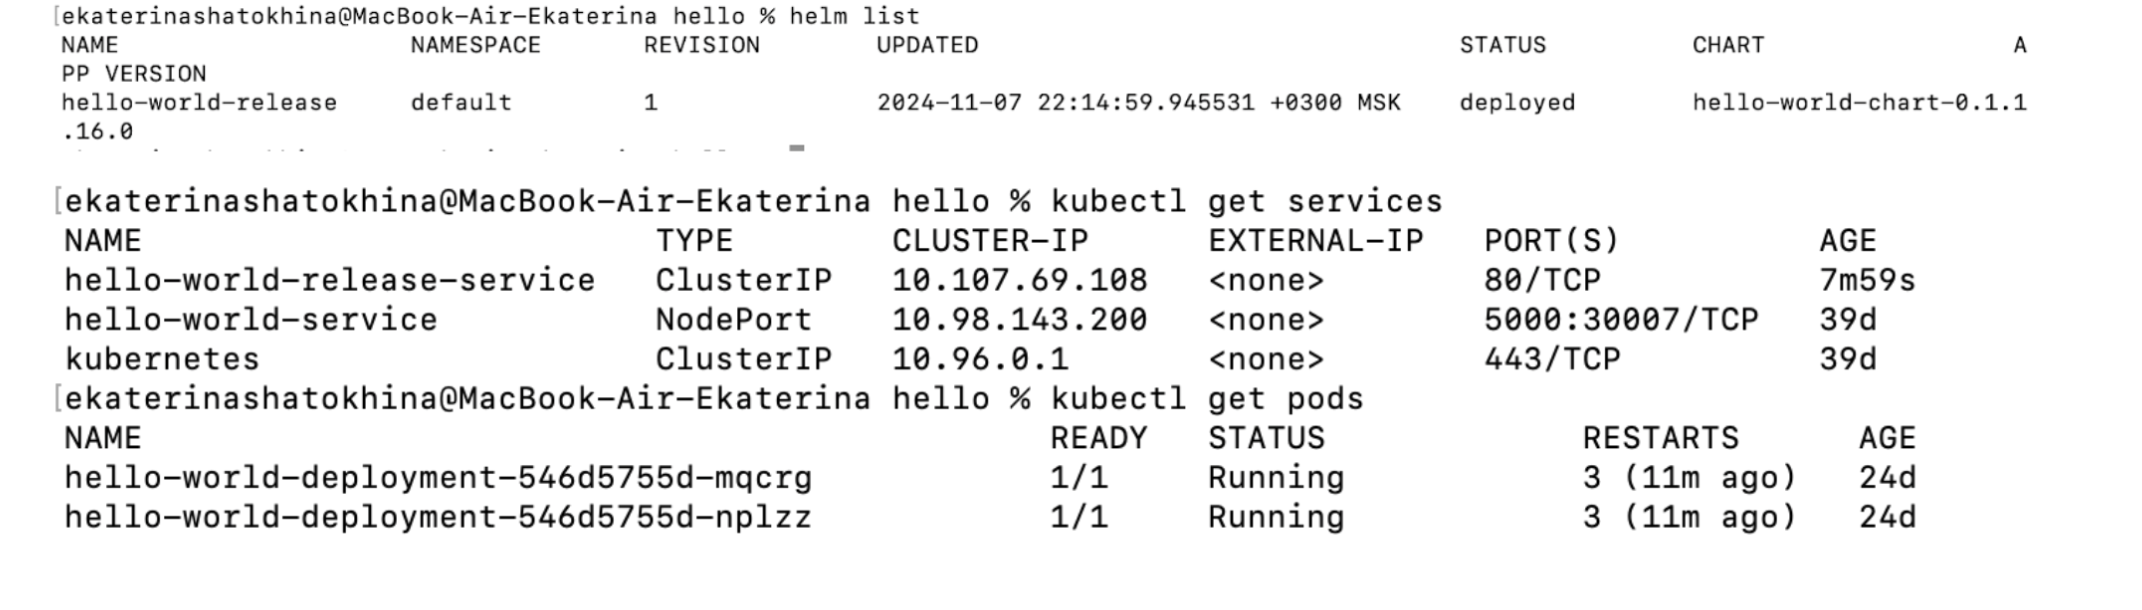 [ekaterinashatokhina@MacBook-Air-Ekaterina hello % helm list
NAME NAMESPACE REVISION UPDATED STATUS CHART A
PP VERSION
hello-world-release default 1 2024-11-07 22:14:59.945531 +0300 MSK deployed hello-world-chart-0.1.1
.16.0
[ekaterinashatokhina@MacBook-Air-Ekaterina hello % kubectl get services
NAME TYPE CLUSTER-IP EXTERNAL-IP PORT(S) AGE
hello-world-release-service ClusterIP 10.107.69.108 <none> 80/TCP 7m59s
hello-world-service NodePort 10.98.143.200 <none> 5000:30007/TCP 39d
kubernetes ClusterIP 10.96.0.1 <none> 443/TCP 39d
[ekaterinashatokhina@MacBook-Air-Ekaterina hello % kubectl get pods
NAME READY STATUS RESTARTS AGE
hello-world-deployment-546d5755d-mqcrg 1/1 Running 3 (11m ago) 24d
hello-world-deployment-546d5755d-nplzz 1/1 Running 3 (11m ago) 24d